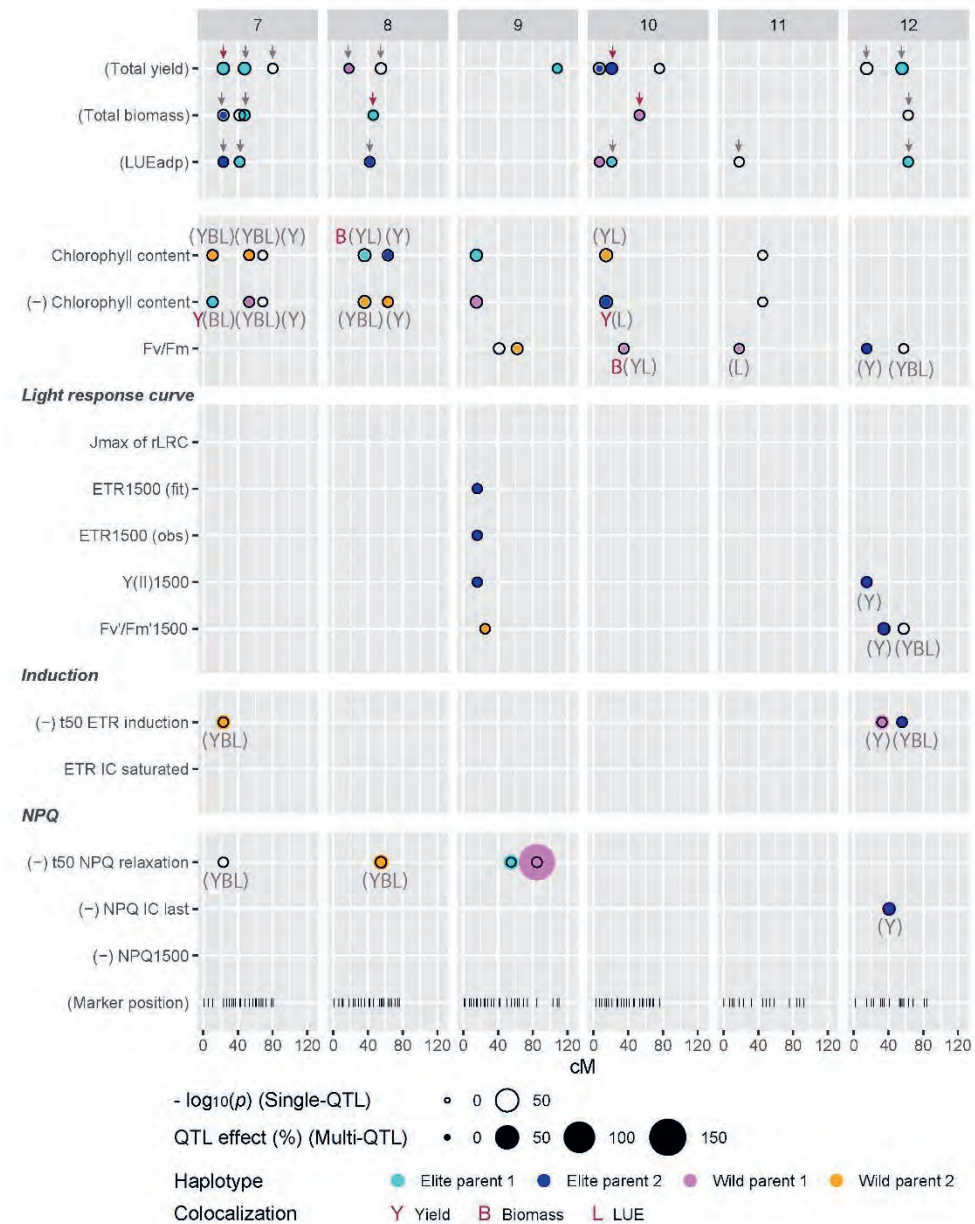 7 8 9 10 11 12
(Total yield)
(Total biomass)
(LUEadp)
(YBL)(YBL)(Y) B(YL)(Y) (YL)
Chlorophyll content
(−) Chlorophyll content
Y(BL)(YBL)(Y) (YBL)(Y) Y(L)
Fv/Fm
B(YL) (L) (Y) (YBL)
Light response curve
Jmax of rLRC
ETR1500 (fit)
ETR1500 (obs)
Y(II)1500
(Y)
Fv'/Fm'1500
(Y)(YBL)
Induction
(−) t50 ETR induction
(YBL) (Y)(YBL)
ETR IC saturated
NPQ
(−) t50 NPQ relaxation
(YBL) (YBL)
(−) NPQ IC last
(Y)
(−) NPQ1500
(Marker position)
0 40 80 120 0 40 80 120 0 40 80 120 0 40 80 120 0 40 80 120 0 40 80 120
cM
- log10(p) (Single-QTL) 0 50
QTL effect (%) (Multi-QTL) 0 50 100 150
Haplotype Elite parent 1 Elite parent 2 Wild parent 1 Wild parent 2
Colocalization Y Yield B Biomass L LUE